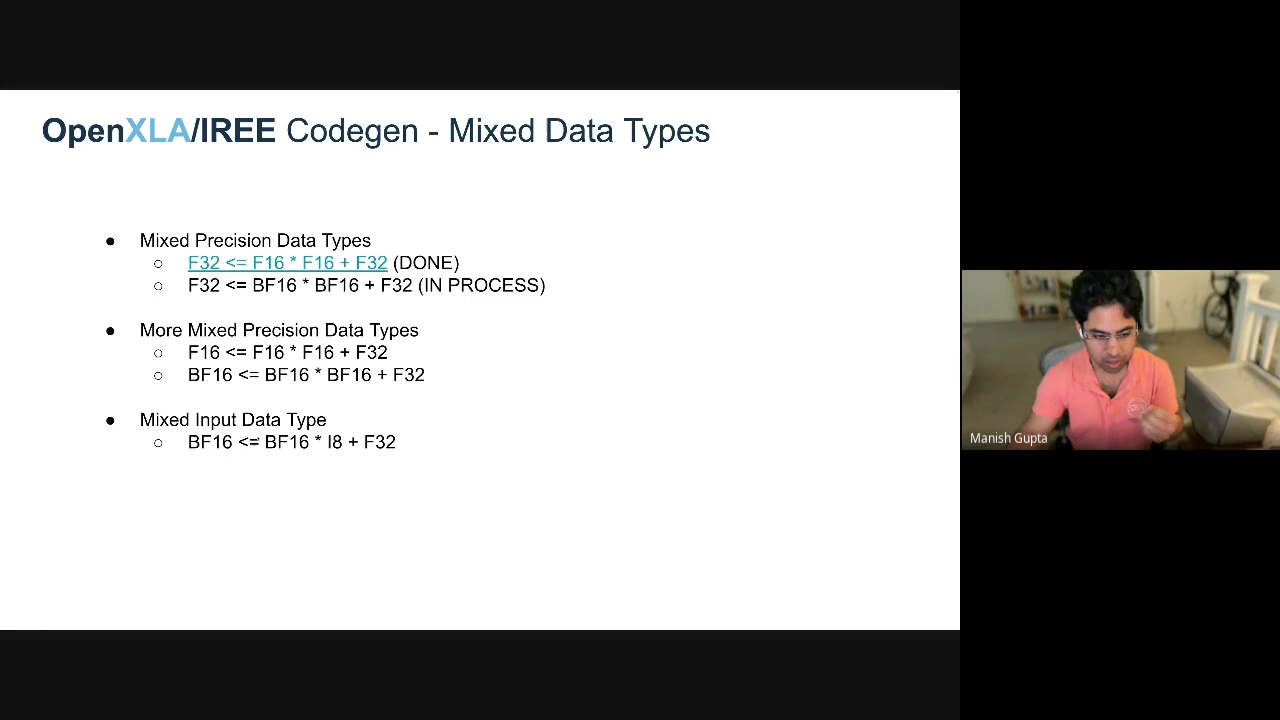 OpenXLA/IREE Codegen - Mixed Data Types
● Mixed Precision Data Types
○ F32 <= F16 * F16 + F32 (DONE)
○ F32 <= BF16 * BF16 + F32 (IN PROCESS)
● More Mixed Precision Data Types
○ F16 <= F16 * F16 + F32
○ BF16 <= BF16 * BF16 + F32
● Mixed Input Data Type
○ BF16 <= BF16 * I8 + F32
Manish Gupta